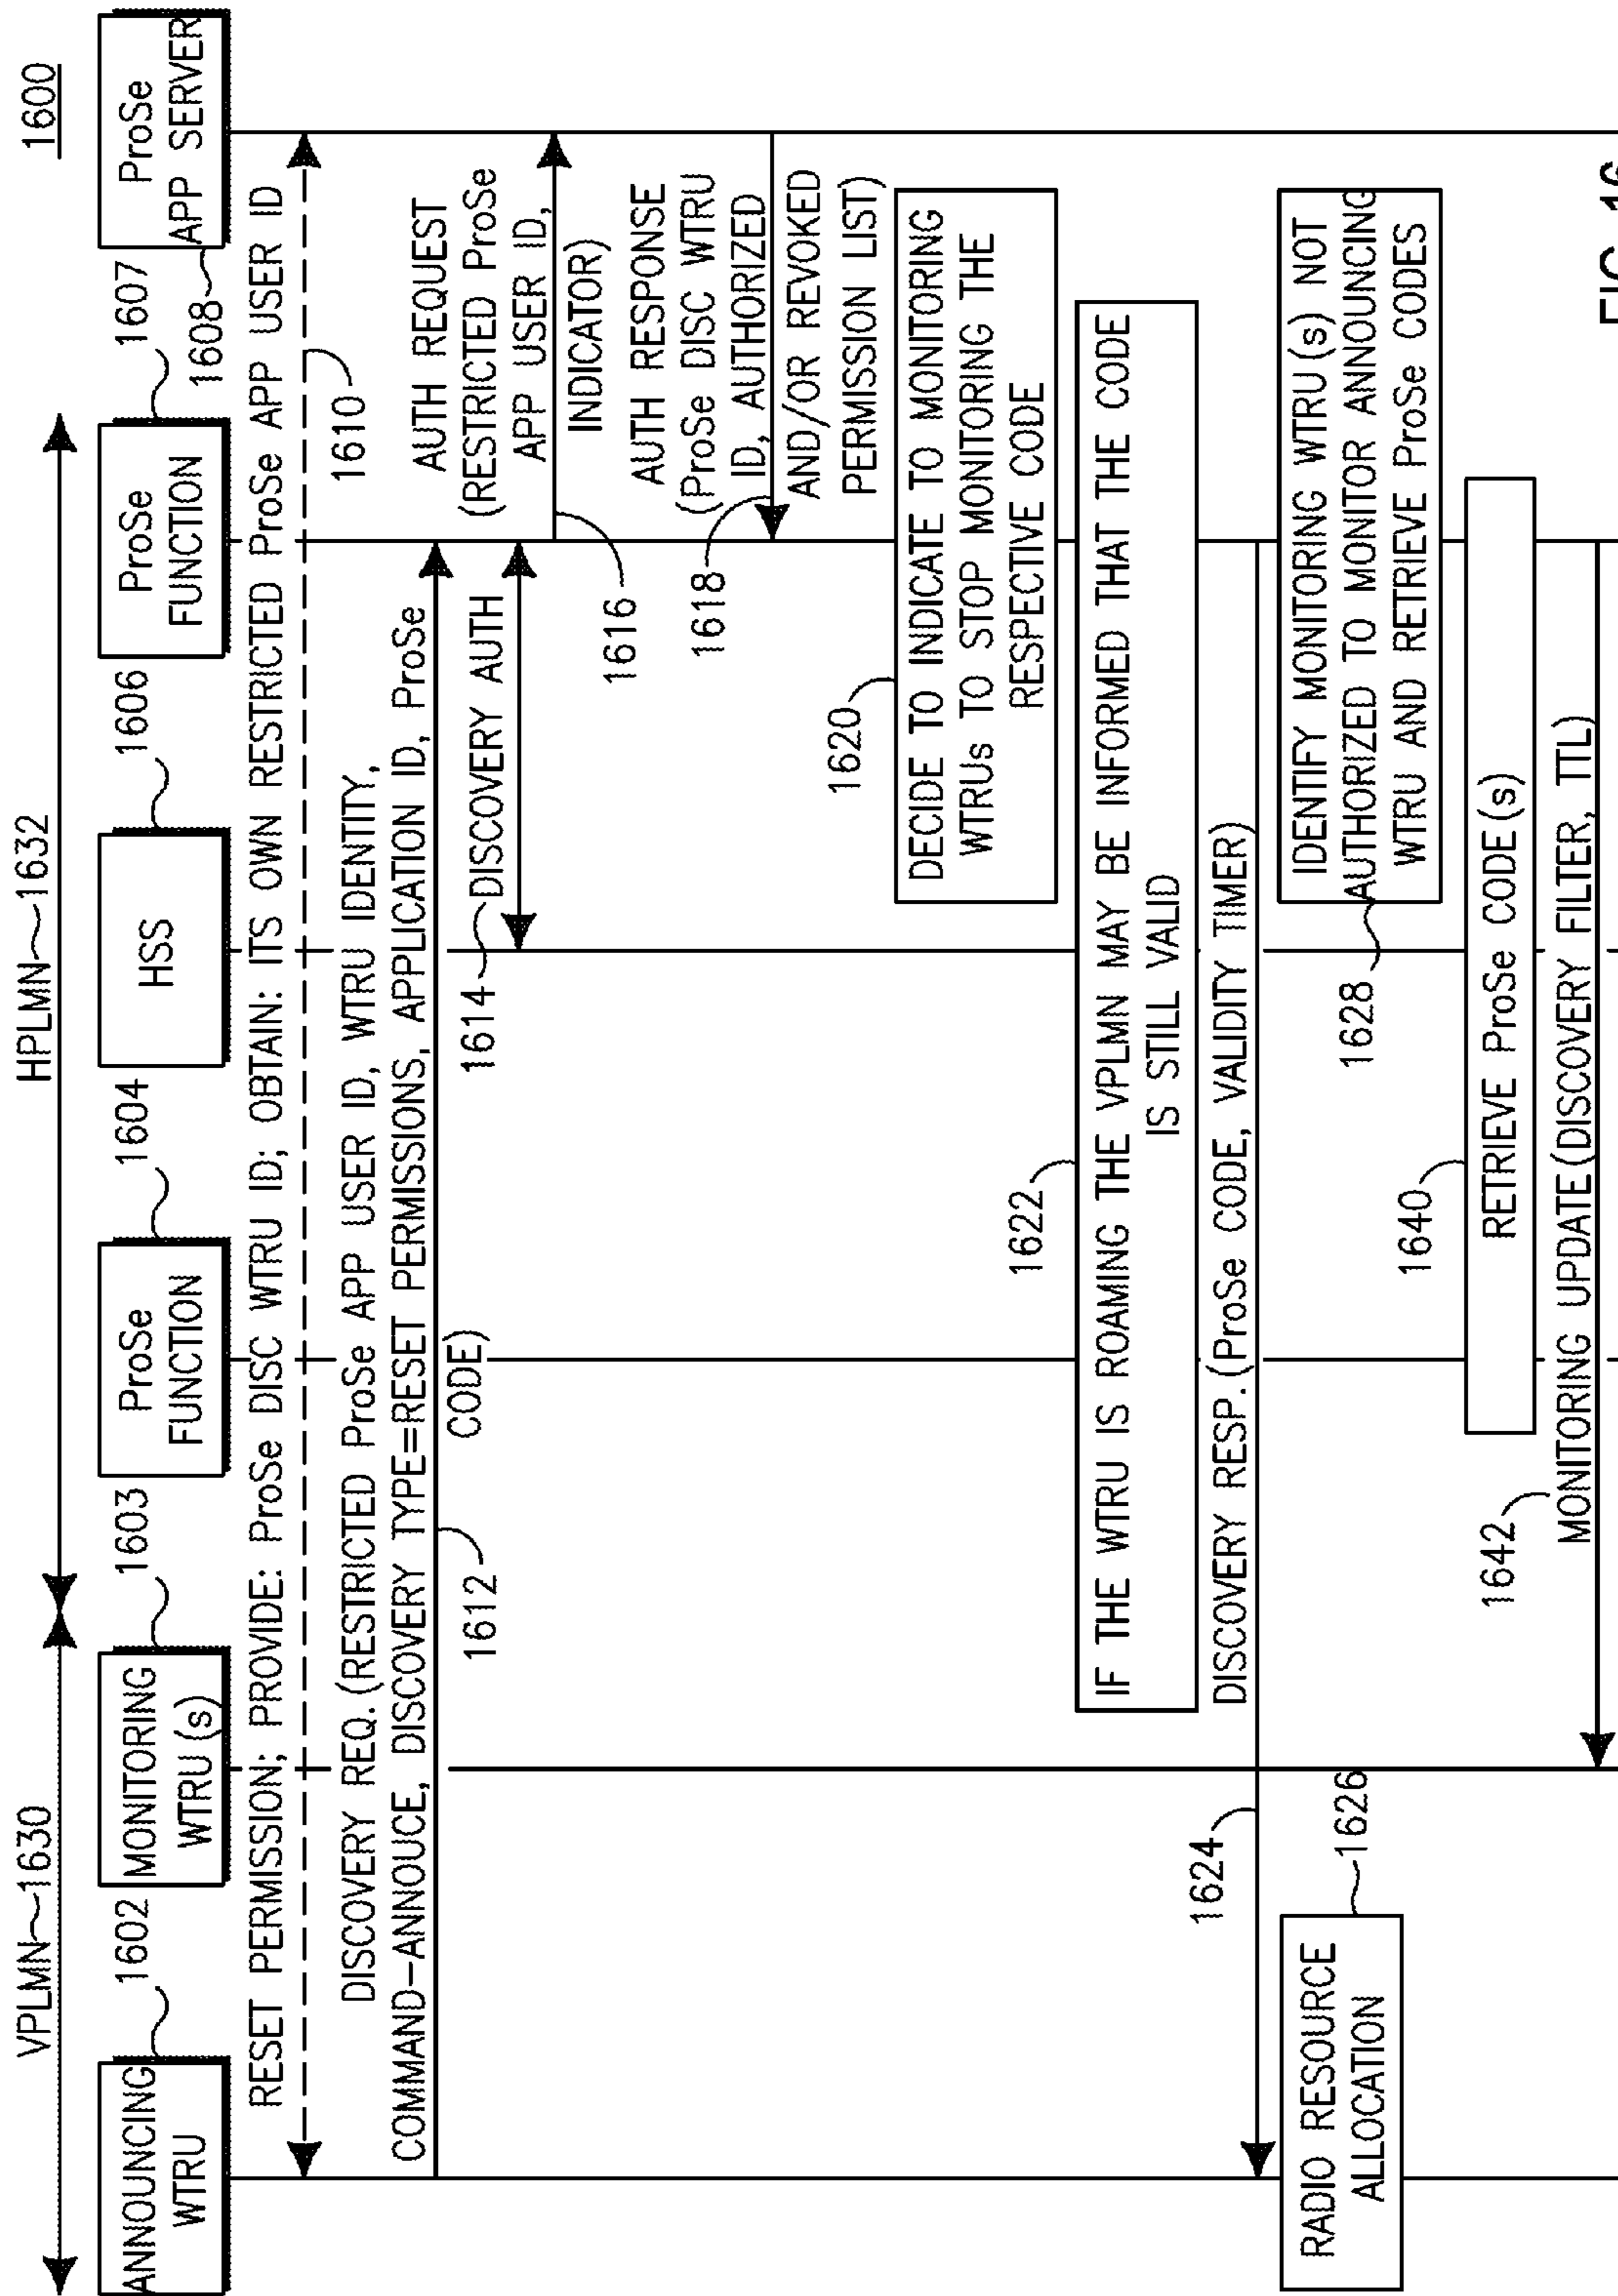 1600
VPLMN~1630
HPLMN~1632
ANNOUNCING
WTRU
1602
MONITORING
WTRU(s)
1603
ProSe
FUNCTION
1604
HSS
1606
ProSe
FUNCTION
1607
1608
ProSe
APP SERVER
RESET PERMISSION; PROVIDE: ProSe DISC WTRU ID; OBTAIN: ITS OWN RESTRICTED ProSe APP USER ID
1610
DISCOVERY REQ.(RESTRICTED ProSe APP USER ID, WTRU IDENTITY,
COMMAND-ANNOUCE, DISCOVERY TYPE=RESET PERMISSIONS, APPLICATION ID, ProSe
CODE)
1612
1614
DISCOVERY AUTH
AUTH REQUEST
(RESTRICTED ProSe
APP USER ID,
INDICATOR)
1616
AUTH RESPONSE
(ProSe DISC WTRU
ID, AUTHORIZED
AND/OR REVOKED
PERMISSION LIST)
1618
1620
DECIDE TO INDICATE TO MONITORING
WTRUs TO STOP MONITORING THE
RESPECTIVE CODE
1622
IF THE WTRU IS ROAMING THE VPLMN MAY BE INFORMED THAT THE CODE
IS STILL VALID
DISCOVERY RESP.(ProSe CODE, VALIDITY TIMER)
1624
RADIO RESOURCE
ALLOCATION
1626
IDENTIFY MONITORING WTRU(s) NOT
AUTHORIZED TO MONITOR ANNOUNCING
WTRU AND RETRIEVE ProSe CODES
1628
1640
RETRIEVE ProSe CODE(s)
1642
MONITORING UPDATE(DISCOVERY FILTER, TTL)
FIG. 16